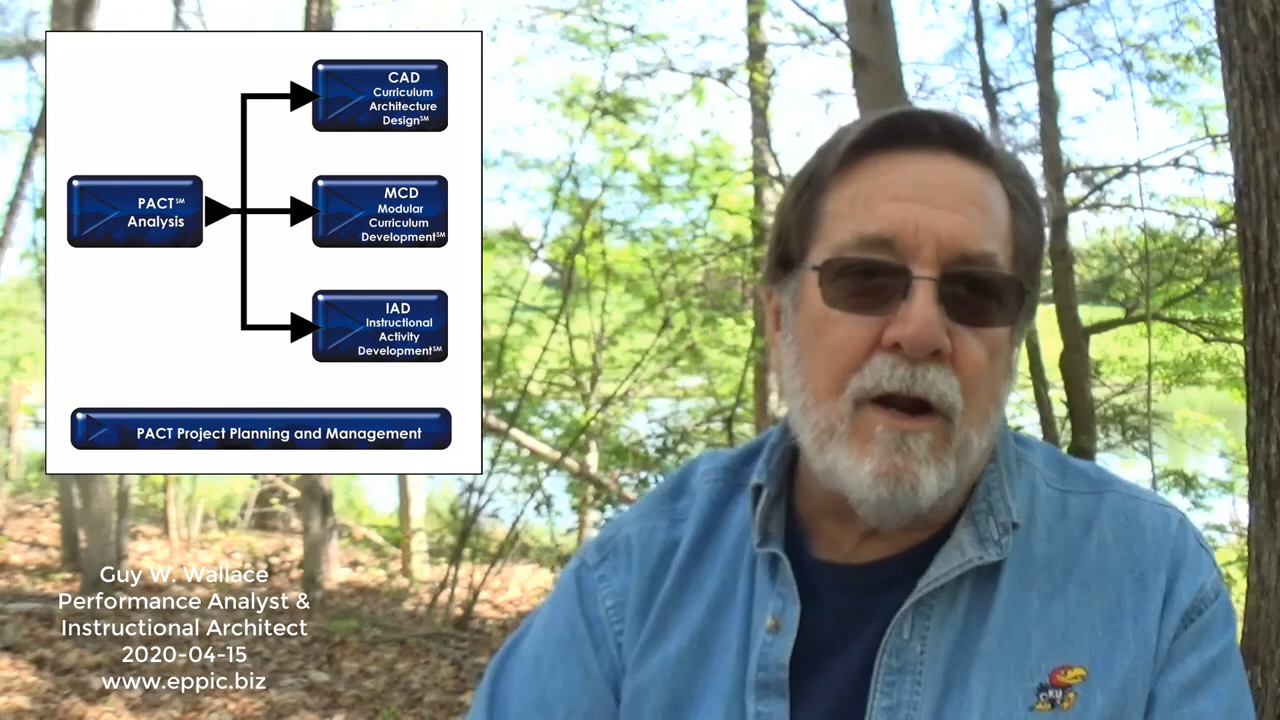 CAD
Curriculum
Architecture
Design℠
PACT℠
Analysis
MCD
Modular
Curriculum
Development℠
IAD
Instructional
Activity
Development℠
PACT Project Planning and Management
Guy W. Wallace
Performance Analyst &
Instructional Architect
2020-04-15
www.eppic.biz
KU